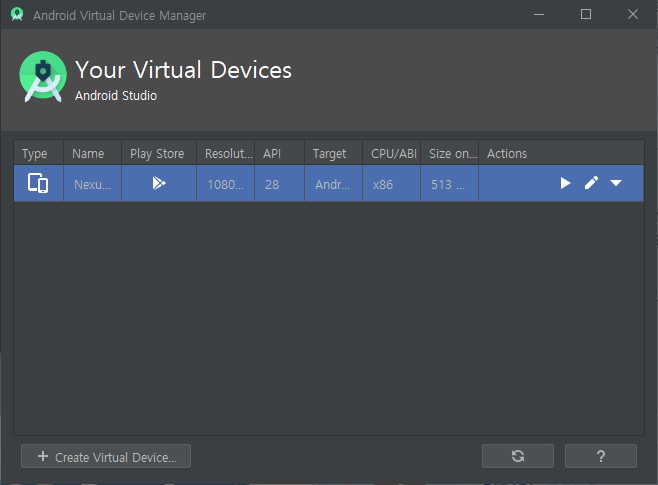 Android Virtual Device Manager
Your Virtual Devices
Android Studio
Type Name Play Store Resolut... API Target CPU/ABI Size on... Actions
Nexu... 1080... 28 Andr... x86 513 ...
+ Create Virtual Device... ?